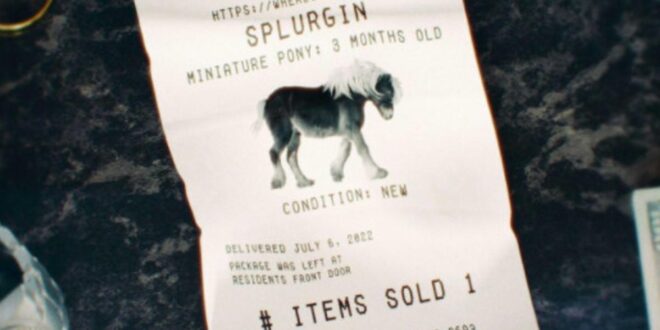 SPLURGIN
MINIATURE PONY: 3 MONTHS OLD
CONDITION: NEW
DELIVERED JULY 6, 2022
PACKAGE WAS LEFT AT
RESIDENTS FRONT DOOR
# ITEMS SOLD 1